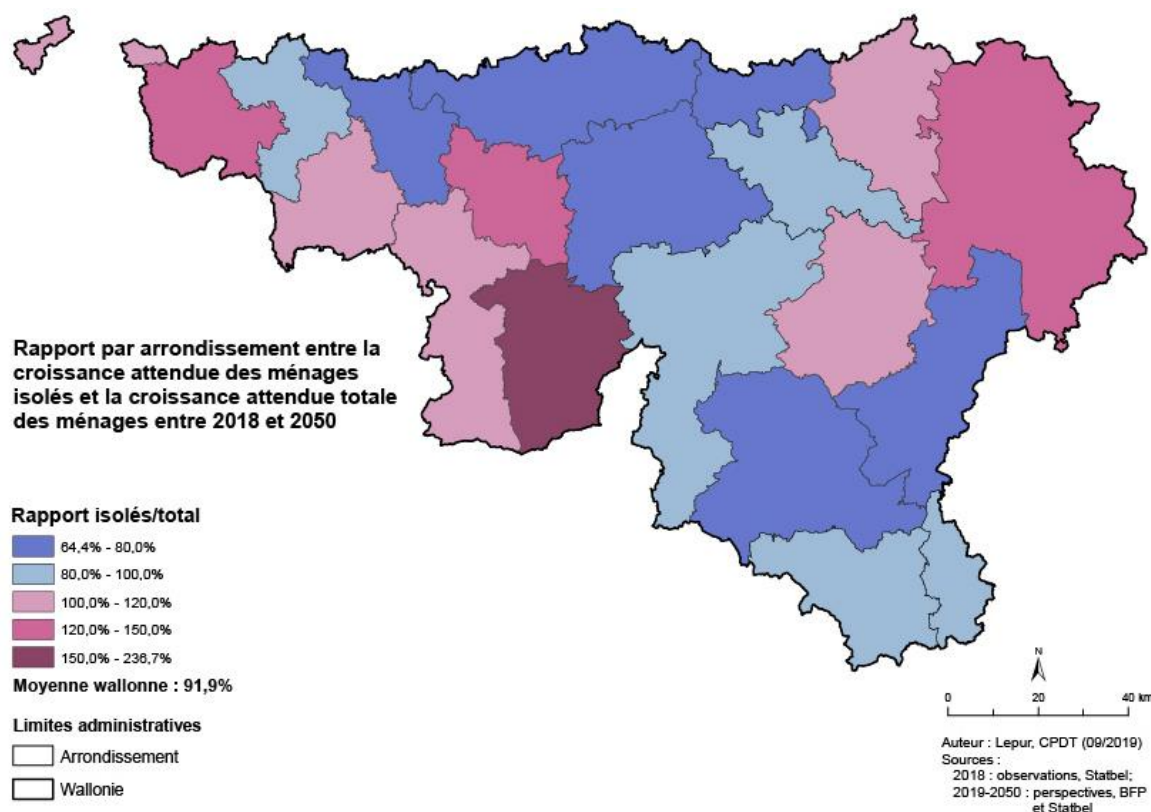 Rapport par arrondissement entre la
croissance attendue des ménages
isolés et la croissance attendue totale
des ménages entre 2018 et 2050
Rapport isolés/total
64,4% - 80,0%
80,0% - 100,0%
100,0% - 120,0%
120,0% - 150,0%
150,0% - 236,7%
Moyenne wallonne : 91,9%
Limites administratives
Arrondissement
Wallonie
N
0 20 40 km
Auteur : Lepur, CPDT (09/2019)
Sources :
2018 : observations, Statbel;
2019-2050 : perspectives, BFP
et Statbel